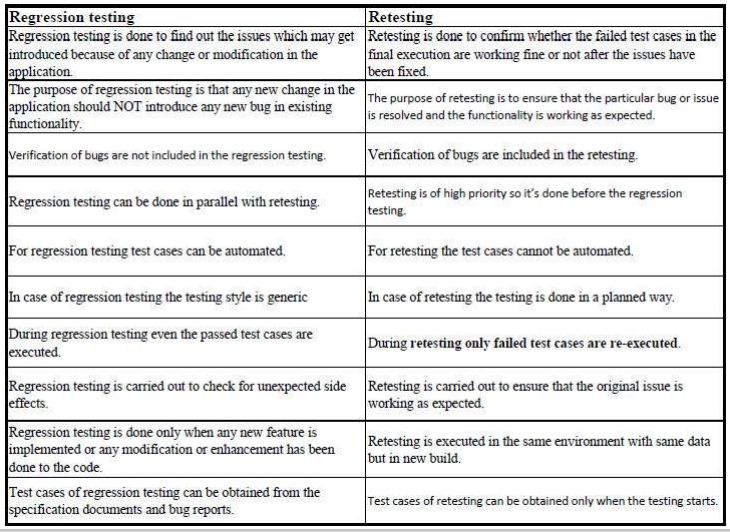 Regression testing
Retesting
Regression testing is done to find out the issues which may get
introduced because of any change or modification in the
application.
Retesting is done to confirm whether the failed test cases in the
final execution are working fine or not after the issues have
been fixed.
The purpose of regression testing is that any new change in the
application should NOT introduce any new bug in existing
functionality.
The purpose of retesting is to ensure that the particular bug or issue
is resolved and the functionality is working as expected.
Verification of bugs are not included in the regression testing.
Verification of bugs are included in the retesting.
Regression testing can be done in parallel with retesting.
Retesting is of high priority so it's done before the regression
testing.
For regression testing test cases can be automated.
For retesting the test cases cannot be automated.
In case of regression testing the testing style is generic
In case of retesting the testing is done in a planned way.
During regression testing even the passed test cases are
executed.
During retesting only failed test cases are re-executed.
Regression testing is carried out to check for unexpected side
effects.
Retesting is carried out to ensure that the original issue is
working as expected.
Regression testing is done only when any new feature is
implemented or any modification or enhancement has been
done to the code.
Retesting is executed in the same environment with same data
but in new build.
Test cases of regression testing can be obtained from the
specification documents and bug reports.
Test cases of retesting can be obtained only when the testing starts.